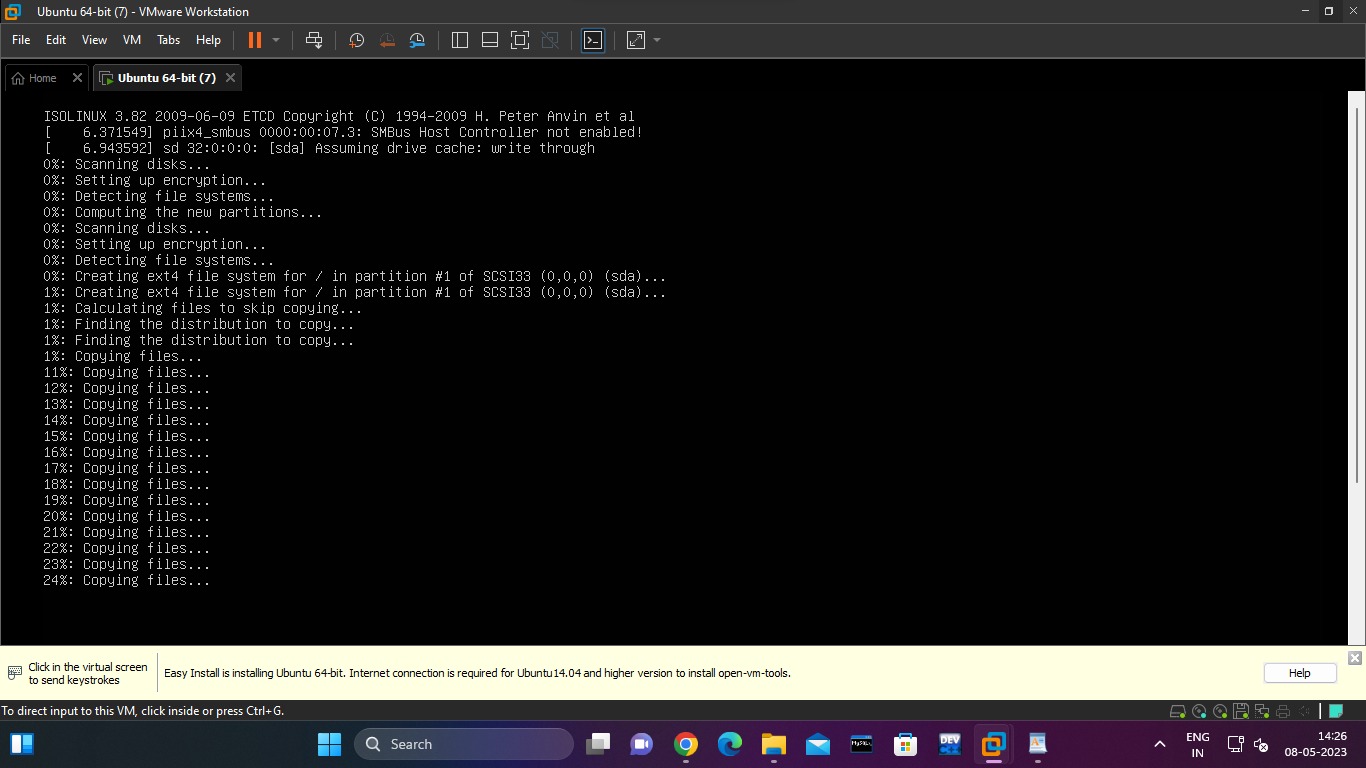 Ubuntu 64-bit (7) - VMware Workstation
File Edit View VM Tabs Help
Home
Ubuntu 64-bit (7)
ISOLINUX 3.82 2009-06-09 ETCD Copyright (C) 1994-2009 H. Peter Anvin et al
[    6.371549] piix4_smbus 0000:00:07.3: SMBus Host Controller not enabled!
[    6.943592] sd 32:0:0:0: [sda] Assuming drive cache: write through
0%: Scanning disks...
0%: Setting up encryption...
0%: Detecting file systems...
0%: Computing the new partitions...
0%: Scanning disks...
0%: Setting up encryption...
0%: Detecting file systems...
0%: Creating ext4 file system for / in partition #1 of SCSI33 (0,0,0) (sda)...
1%: Creating ext4 file system for / in partition #1 of SCSI33 (0,0,0) (sda)...
1%: Calculating files to skip copying...
1%: Finding the distribution to copy...
1%: Finding the distribution to copy...
1%: Copying files...
11%: Copying files...
12%: Copying files...
13%: Copying files...
14%: Copying files...
15%: Copying files...
16%: Copying files...
17%: Copying files...
18%: Copying files...
19%: Copying files...
20%: Copying files...
21%: Copying files...
22%: Copying files...
23%: Copying files...
24%: Copying files...
Click in the virtual screen
to send keystrokes
Easy Install is installing Ubuntu 64-bit. Internet connection is required for Ubuntu14.04 and higher version to install open-vm-tools.
Help
To direct input to this VM, click inside or press Ctrl+G.
Search
MySQL
DEV
ENG
IN
14:26
08-05-2023